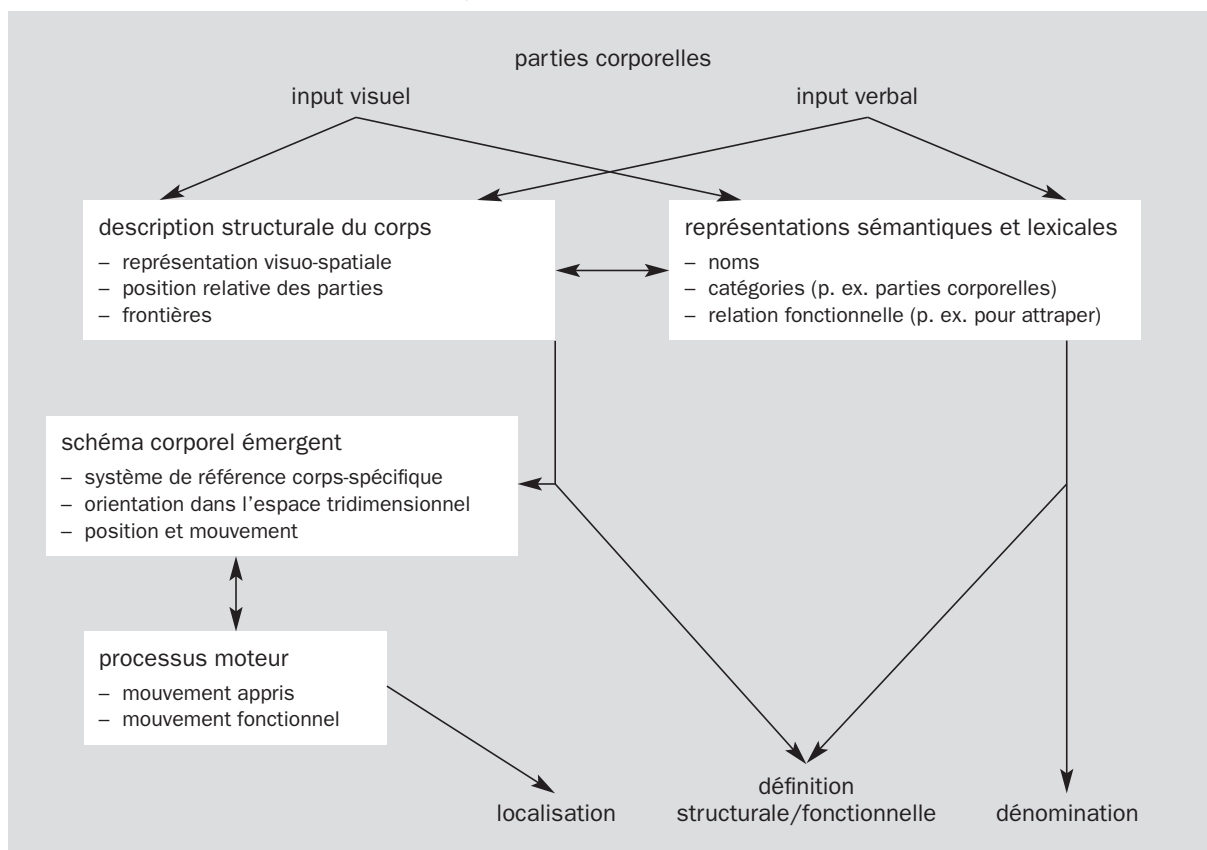 parties corporelles
input visuel
input verbal
description structurale du corps
– représentation visuo-spatiale
– position relative des parties
– frontières
représentations sémantiques et lexicales
– noms
– catégories (p. ex. parties corporelles)
– relation fonctionnelle (p. ex. pour attraper)
schéma corporel émergent
– système de référence corps-spécifique
– orientation dans l'espace tridimensionnel
– position et mouvement
processus moteur
– mouvement appris
– mouvement fonctionnel
localisation
définition
structurale/fonctionnelle
dénomination